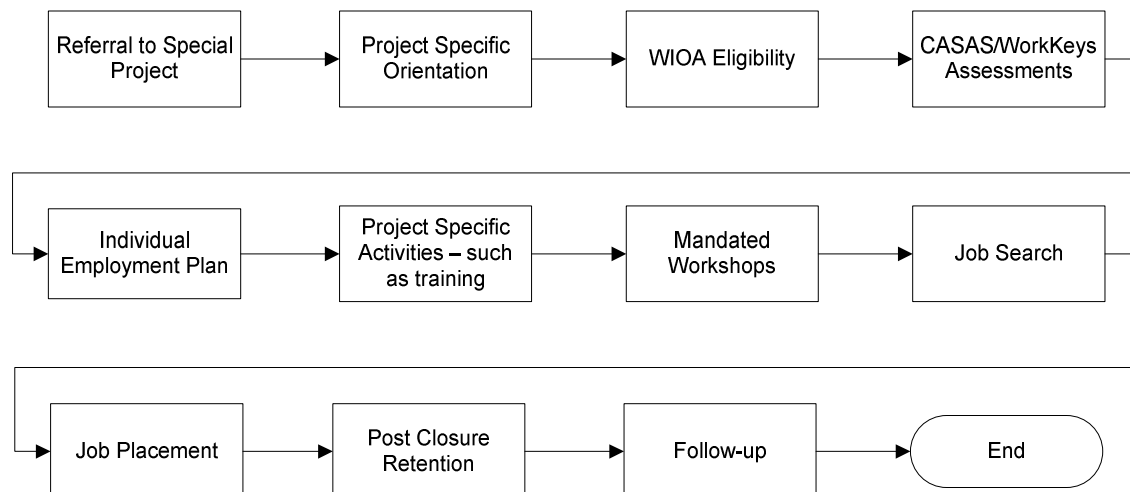 Referral to Special
Project
Project Specific
Orientation
WIOA Eligibility
CASAS/WorkKeys
Assessments
Individual
Employment Plan
Project Specific
Activities – such
as training
Mandated
Workshops
Job Search
Job Placement
Post Closure
Retention
Follow-up
End